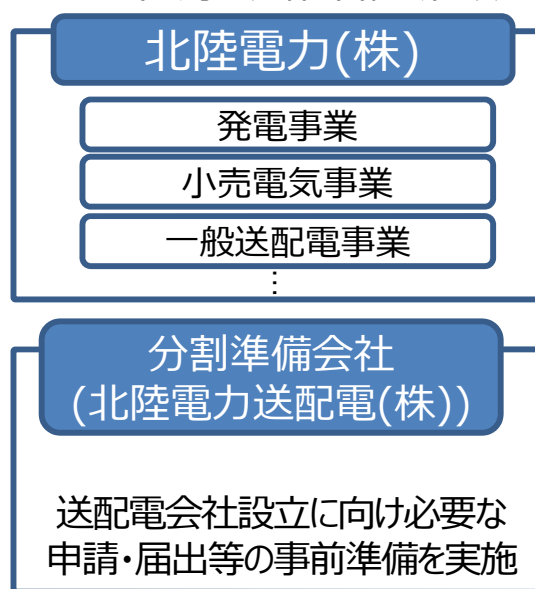 北陸電力(株)
発電事業
小売電気事業
一般送配電事業
⋮
分割準備会社
(北陸電力送配電(株))
送配電会社設立に向け必要な
申請・届出等の事前準備を実施